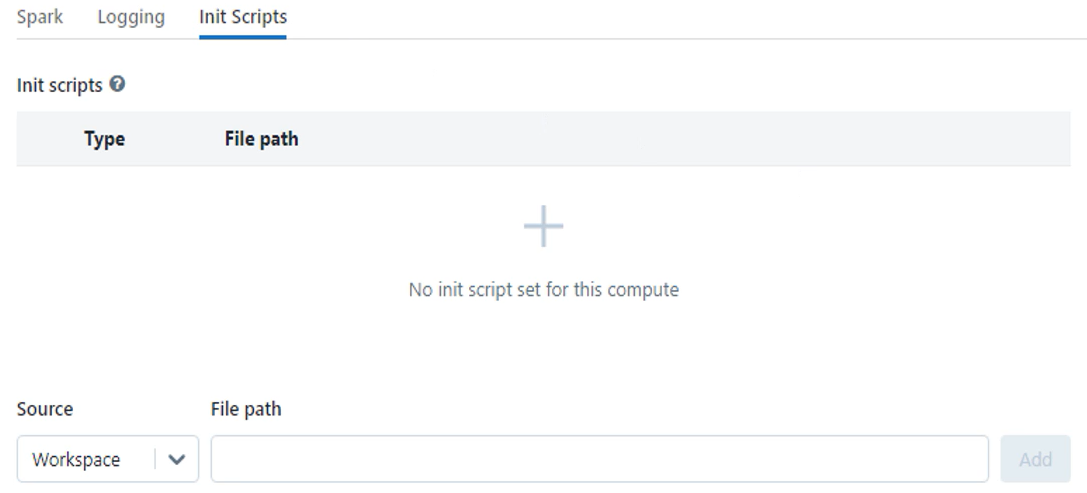 Spark Logging Init Scripts
Init scripts ?
Type File path
No init script set for this compute
Source File path
Workspace Add